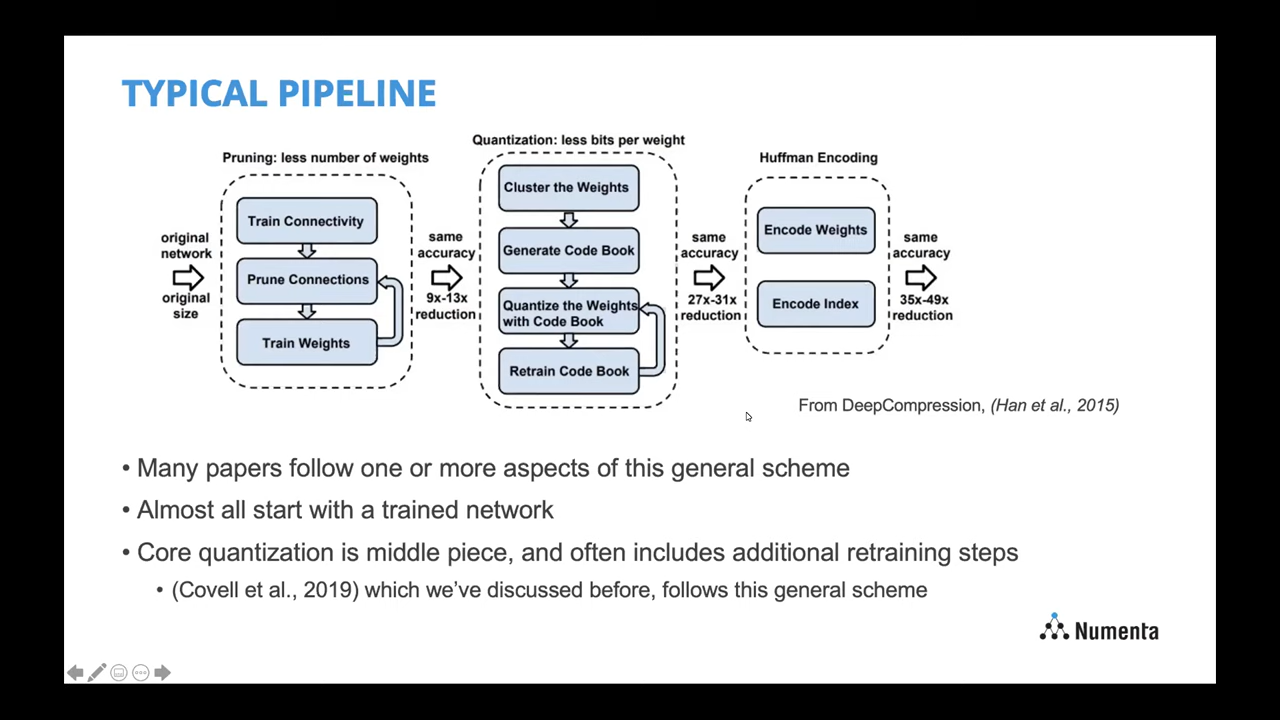 TYPICAL PIPELINE
Pruning: less number of weights
Quantization: less bits per weight
Huffman Encoding
original
network
original
size
Train Connectivity
Prune Connections
Train Weights
same
accuracy
9x-13x
reduction
Cluster the Weights
Generate Code Book
Quantize the Weights
with Code Book
Retrain Code Book
same
accuracy
27x-31x
reduction
Encode Weights
Encode Index
same
accuracy
35x-49x
reduction
From DeepCompression, (Han et al., 2015)
• Many papers follow one or more aspects of this general scheme
• Almost all start with a trained network
• Core quantization is middle piece, and often includes additional retraining steps
• (Covell et al., 2019) which we've discussed before, follows this general scheme
Numenta